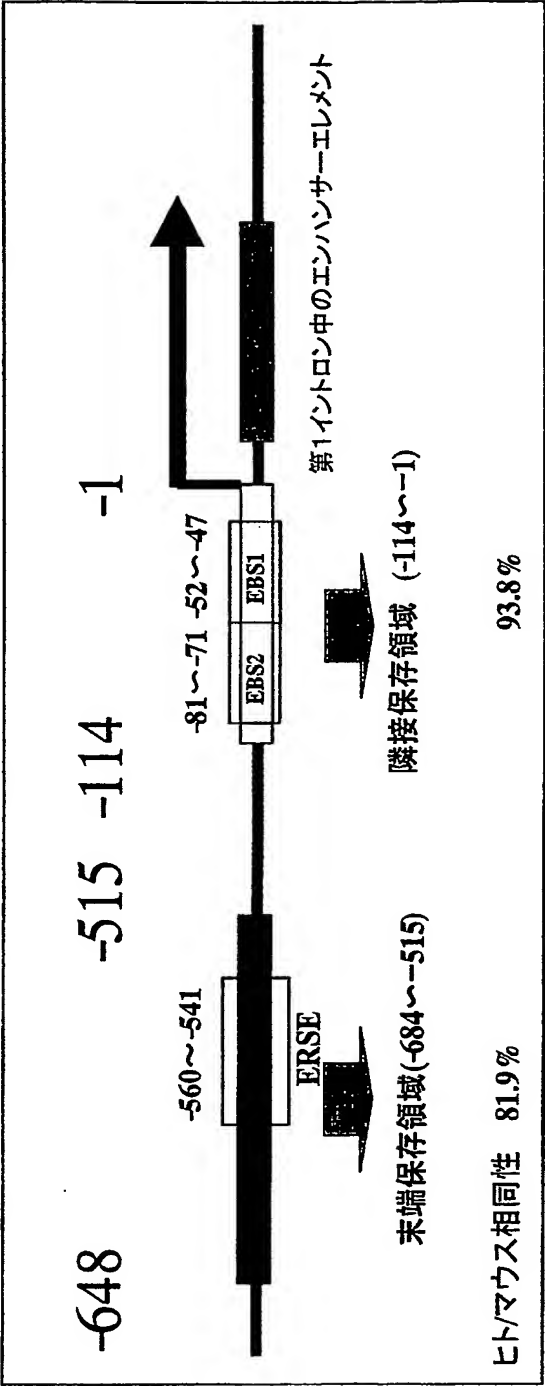 -648 -515 -114 -1
-560〜-541 -81〜-71 -52〜-47
EBS2 EBS1
ERSE
第1イントロン中のエンハンサーエレメント
末端保存領域(-684〜-515) 隣接保存領域 (-114〜-1)
ヒト/マウス相同性 81.9% 93.8%